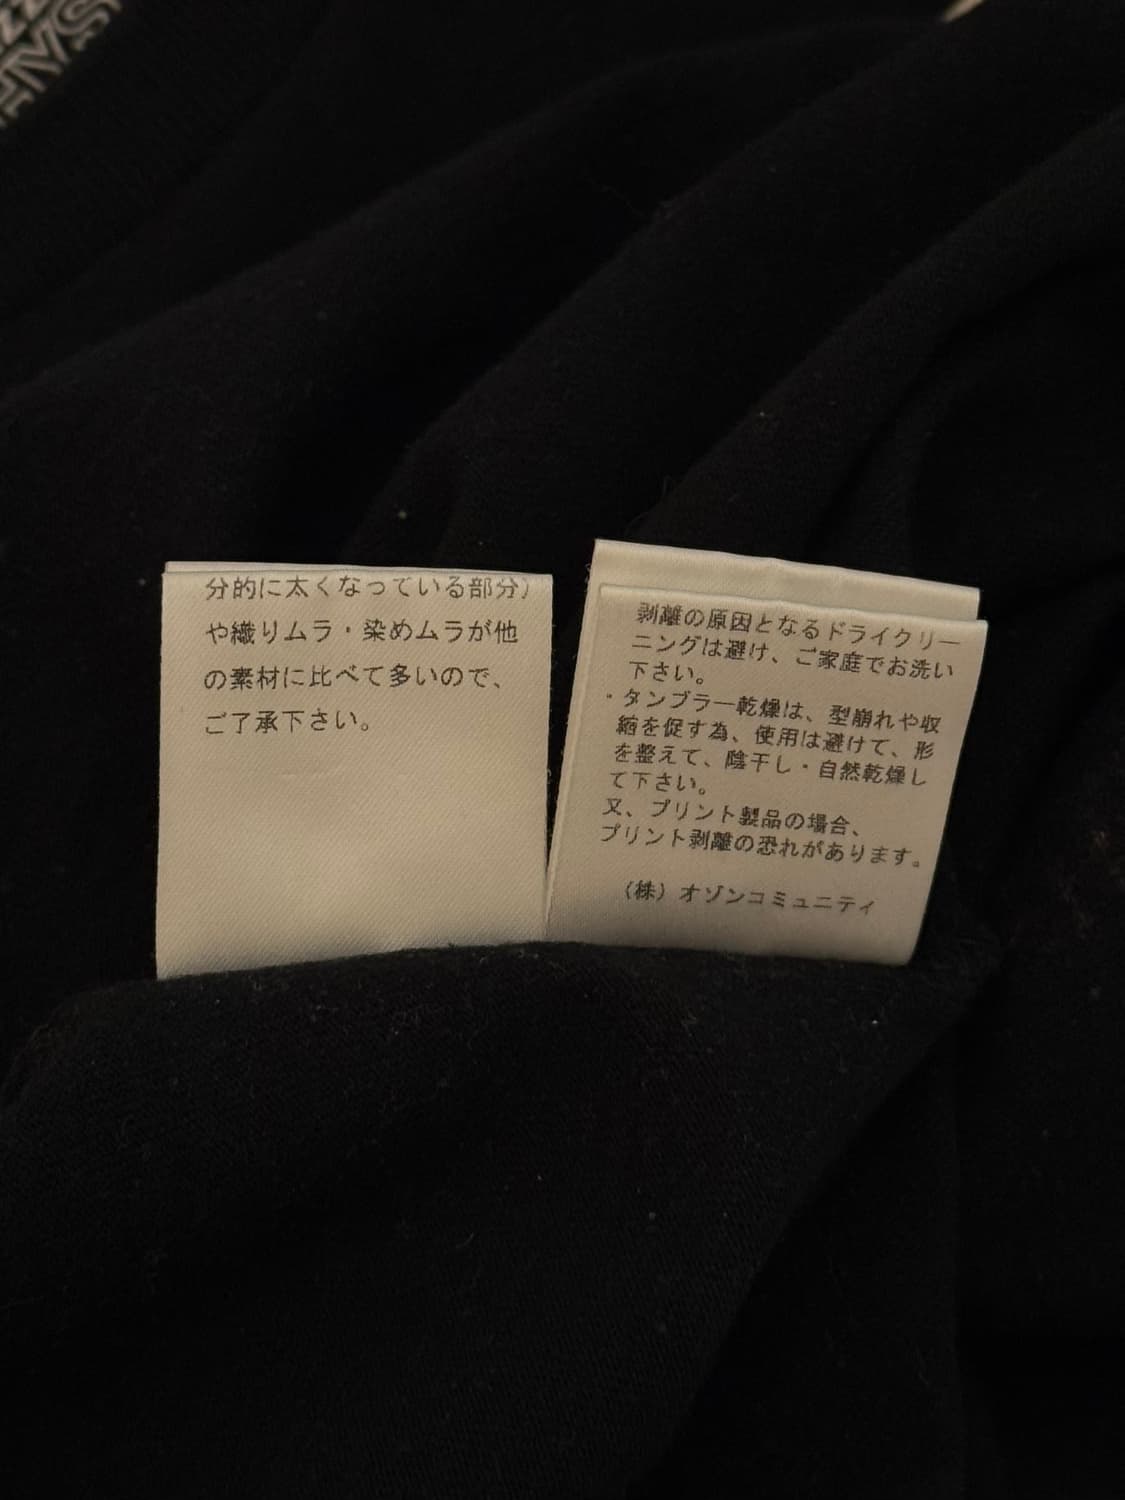 分的に太くなっている部分）
や織りムラ・染めムラが他
の素材に比べて多いので、
ご了承下さい。
剥離の原因となるドライクリー
ニングは避け、ご家庭でお洗い
下さい。
・タンブラー乾燥は、型崩れや収
縮を促す為、使用は避けて、形
を整えて、陰干し・自然乾燥し
て下さい。
又、プリント製品の場合、
プリント剥離の恐れがあります。
（株）オゾンコミュニティ